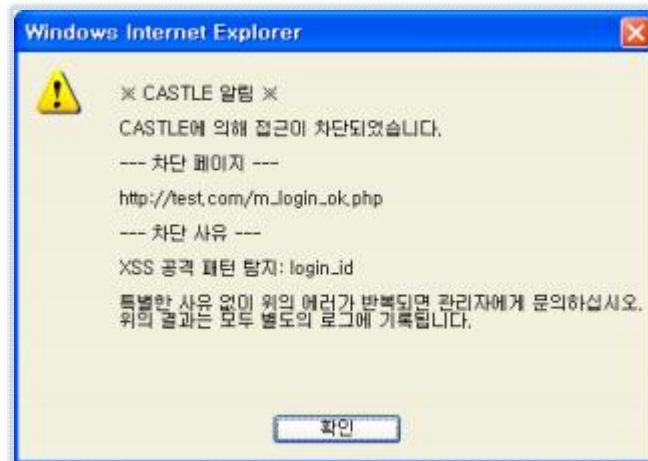 Windows Internet Explorer
※ CASTLE 알림 ※
CASTLE에 의해 접근이 차단되었습니다.
--- 차단 페이지 ---
http://test.com/m_login_ok.php
--- 차단 사유 ---
XSS 공격 패턴 탐지: login_id
특별한 사유 없이 위의 에러가 반복되면 관리자에게 문의하십시오.
위의 결과는 모두 별도의 로그에 기록됩니다.
확인